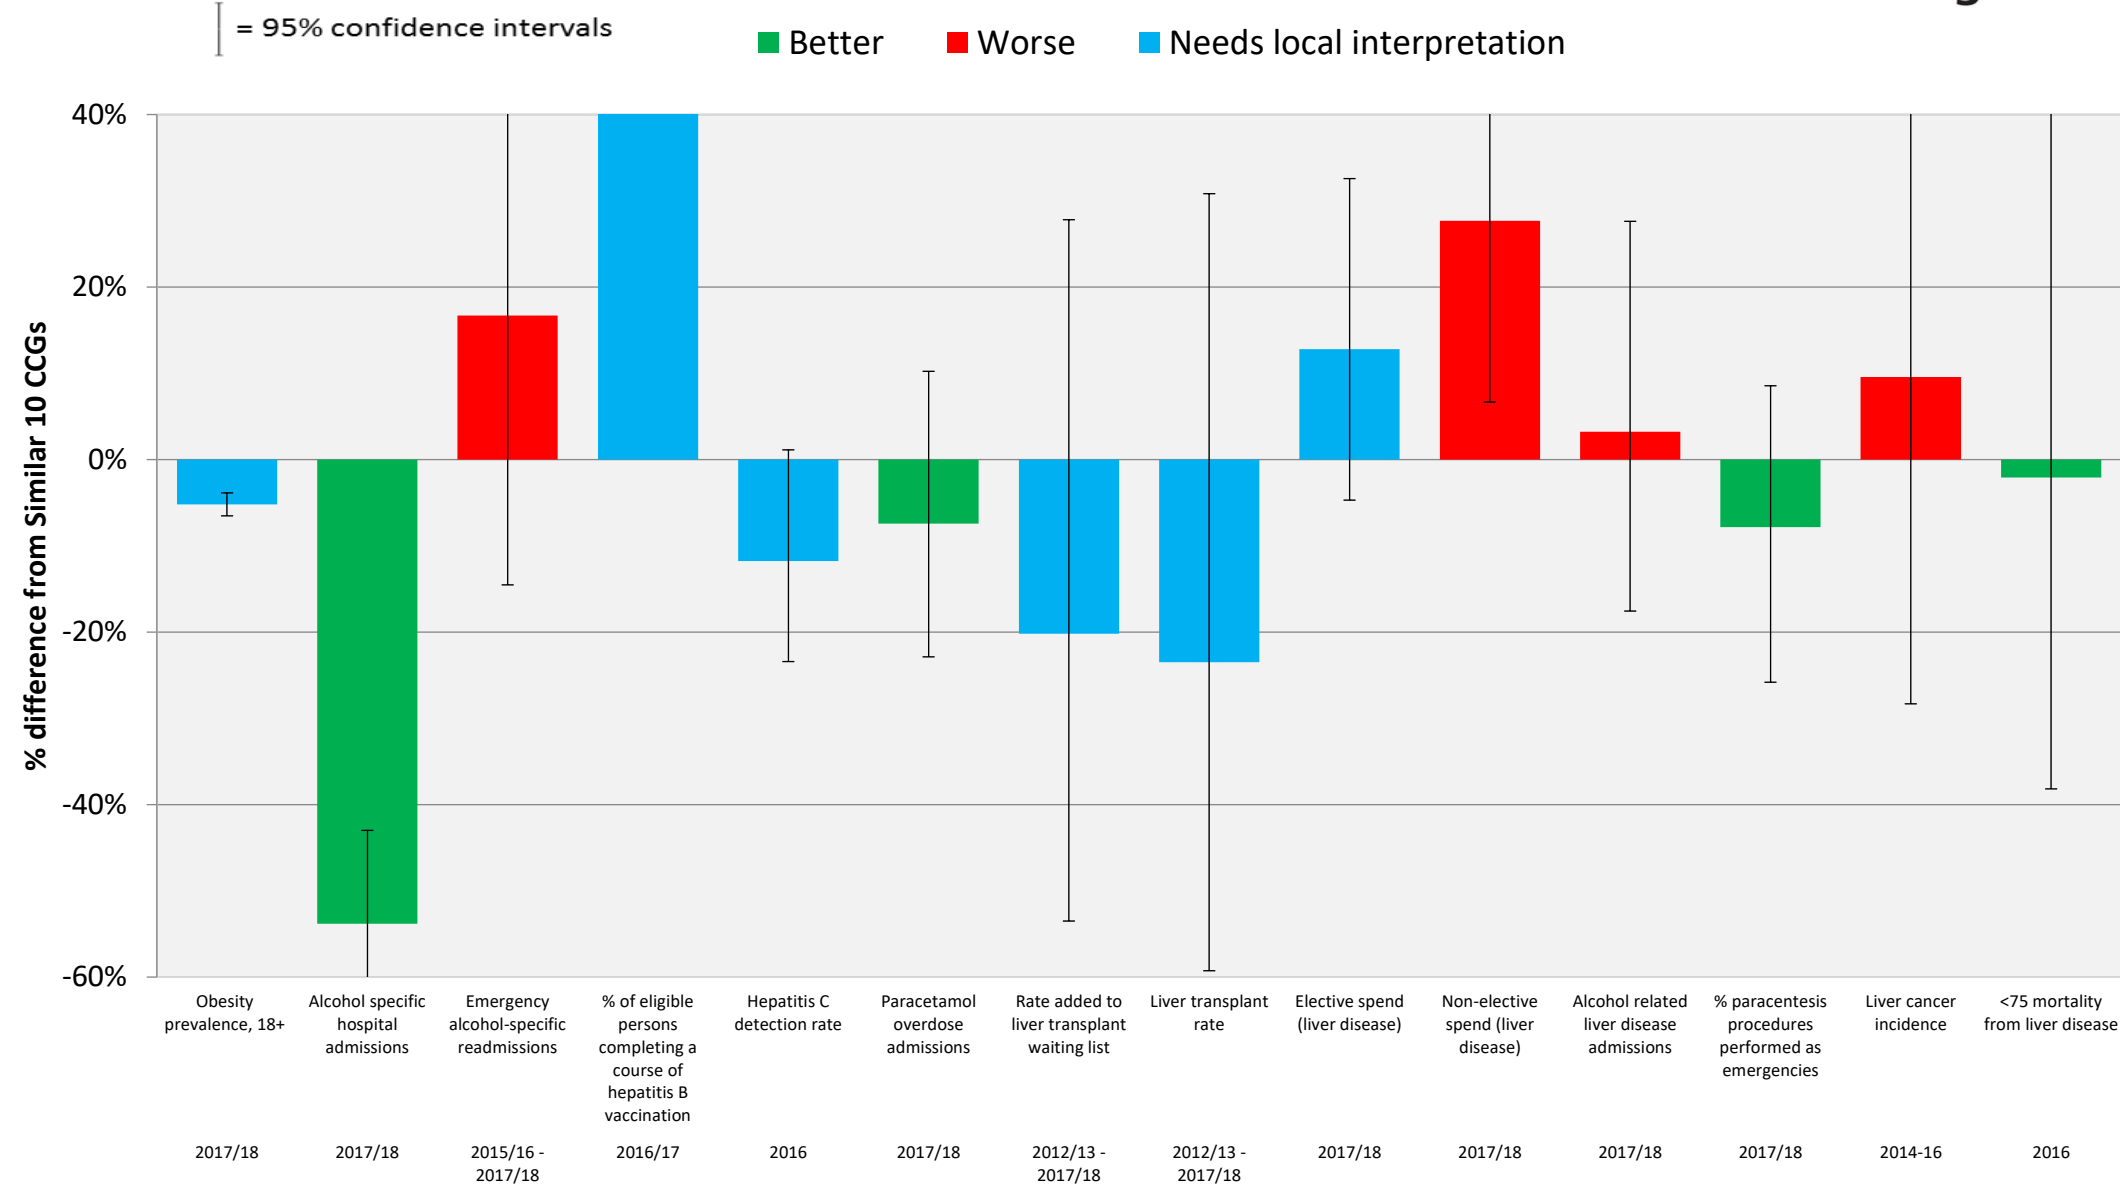 = 95% confidence intervals
Better
Worse
Needs local interpretation
% difference from Similar 10 CCGs
40%
20%
0%
-20%
-40%
-60%
Obesity
prevalence, 18+
2017/18
Alcohol specific
hospital
admissions
2017/18
Emergency
alcohol-specific
readmissions
2015/16 -
2017/18
% of eligible
persons
completing a
course of
hepatitis B
vaccination
2016/17
Hepatitis C
detection rate
2016
Paracetamol
overdose
admissions
2017/18
Rate added to
liver transplant
waiting list
2012/13 -
2017/18
Liver transplant
rate
2012/13 -
2017/18
Elective spend
(liver disease)
2017/18
Non-elective
spend (liver
disease)
2017/18
Alcohol related
liver disease
admissions
2017/18
% paracentesis
procedures
performed as
emergencies
2017/18
Liver cancer
incidence
2014-16
<75 mortality
from liver disease
2016